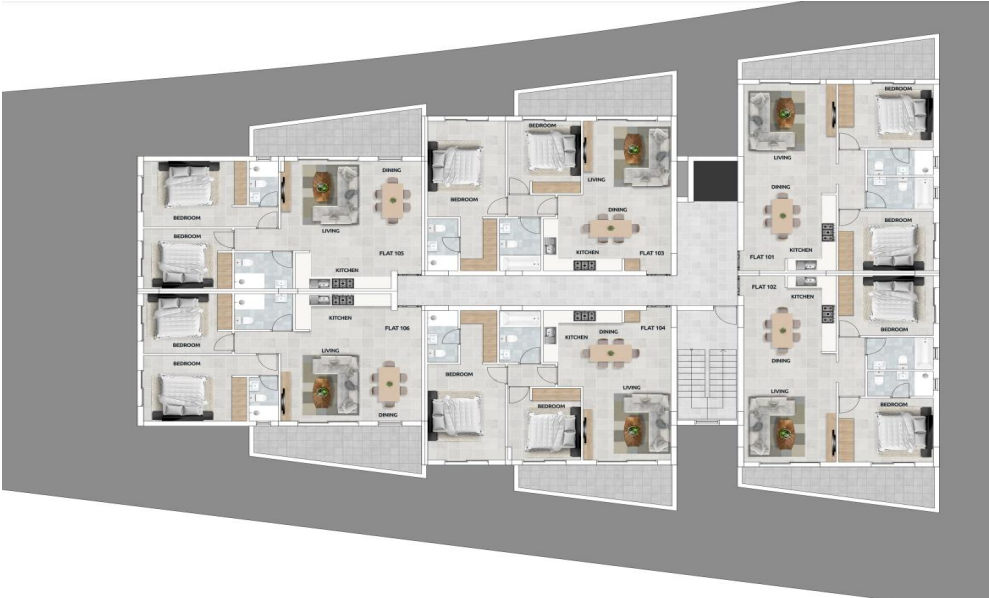 BEDROOM
LIVING
DINING
KITCHEN
FLAT 101
BEDROOM
BEDROOM
BEDROOM
LIVING
DINING
KITCHEN
FLAT 103
DINING
BEDROOM
LIVING
BEDROOM
FLAT 105
KITCHEN
FLAT 102
KITCHEN
BEDROOM
DINING
LIVING
BEDROOM
FLAT 104
DINING
KITCHEN
BEDROOM
LIVING
BEDROOM
KITCHEN
FLAT 106
BEDROOM
LIVING
BEDROOM
DINING